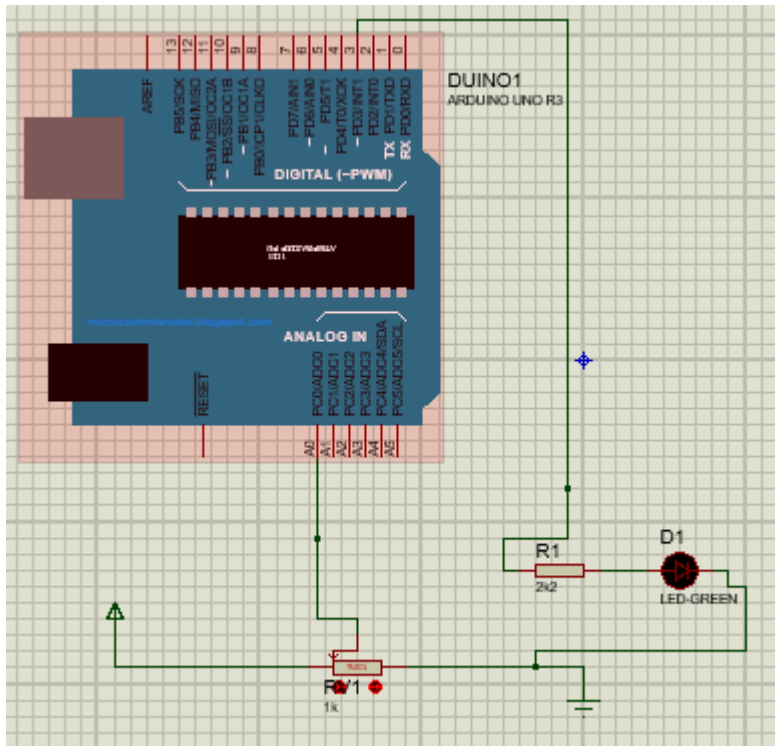 13 12 11 10 9 8 7 6 5 4 3 2 1 0
AREF
PB5/SCK
PB4/MISO
~PB3/MOSI/OC2A
~PB2/SS/OC1B
~PB1/OC1A
PB0/ICP1/CLKO
PD7/AIN1
~PD6/AIN0
~PD5/T1
PD4/T0/XCK
~PD3/INT1
PD2/INT0
PD1/TXD
PD0/RXD
TX
RX
DIGITAL (~PWM)
DUINO1
ARDUINO UNO R3
ANALOG IN
RESET
PC0/ADC0
PC1/ADC1
PC2/ADC2
PC3/ADC3
PC4/ADC4/SDA
PC5/ADC5/SCL
A0 A1 A2 A3 A4 A5
R1
2k2
D1
LED-GREEN
RV1
1k